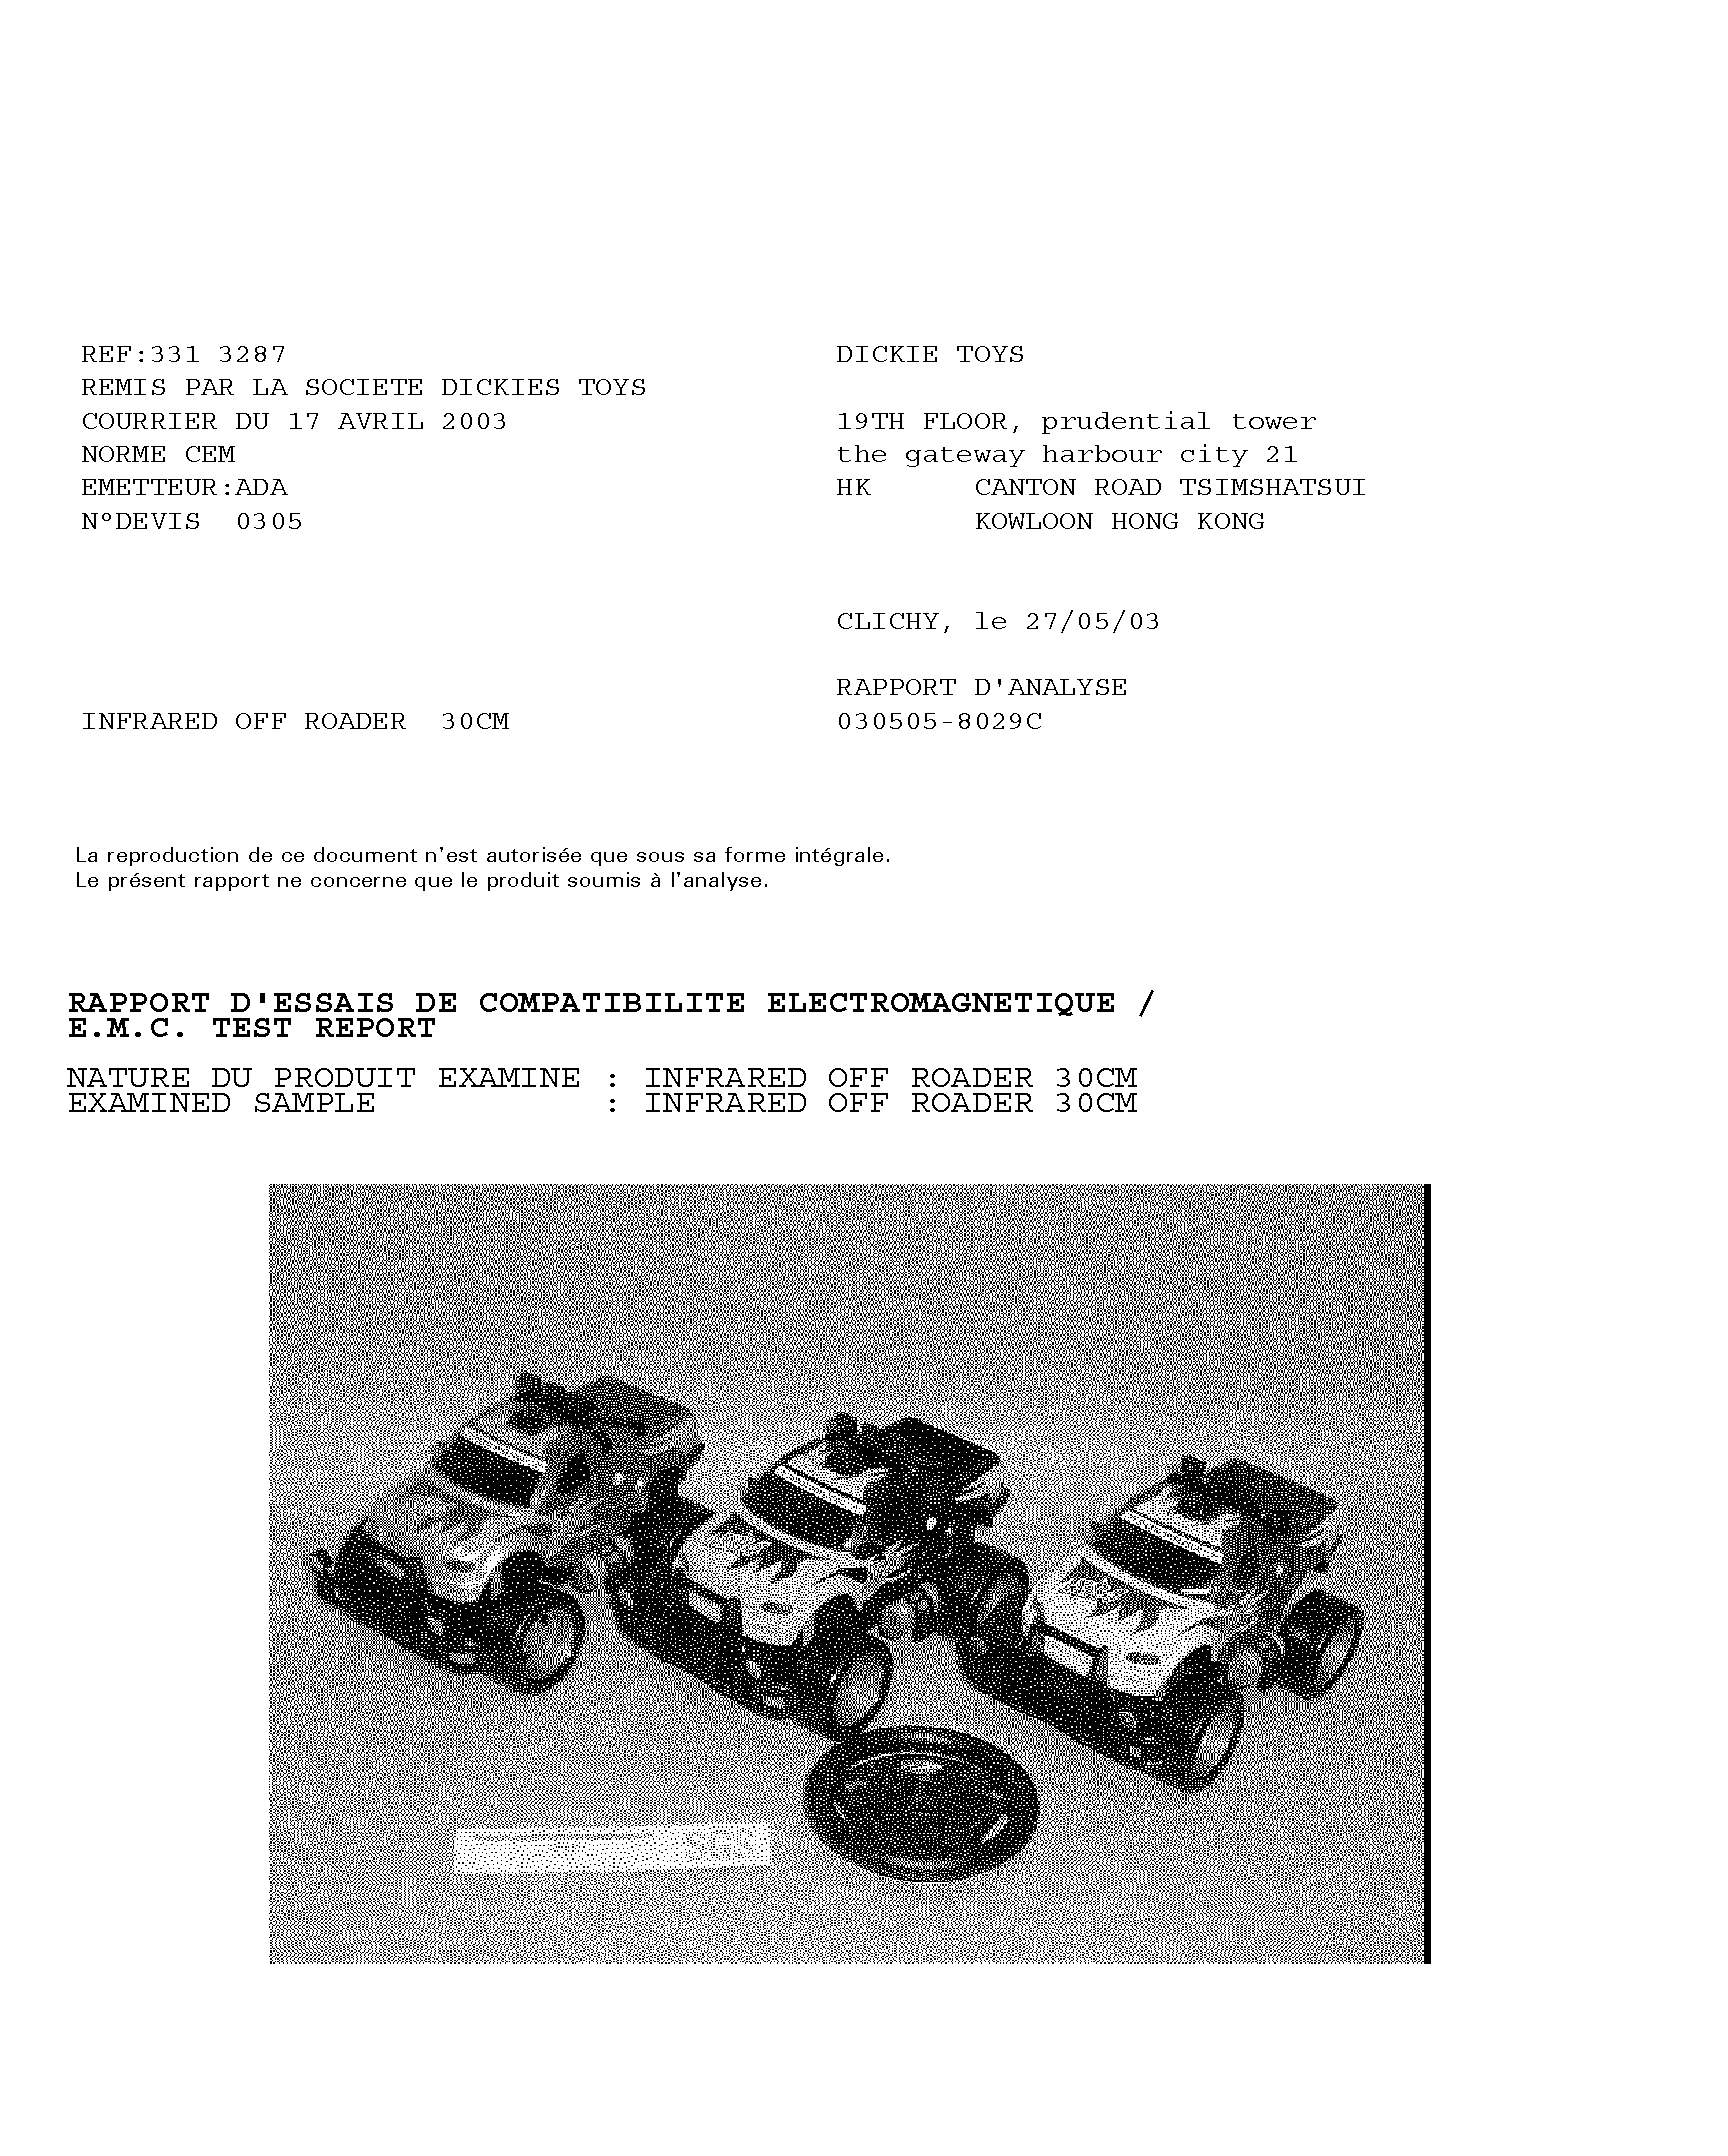 REF:331 3287
REMIS PAR LA SOCIETE DICKIES TOYS
COURRIER DU 17 AVRIL 2003
NORME CEM
EMETTEUR:ADA
N°DEVIS 0305
DICKIE TOYS
19TH FLOOR, prudential tower
the gateway harbour city 21
HK CANTON ROAD TSIMSHATSUI
KOWLOON HONG KONG
CLICHY, le 27/05/03
RAPPORT D'ANALYSE
INFRARED OFF ROADER 30CM
030505-8029C
La reproduction de ce document n'est autorisée que sous sa forme intégrale.
Le présent rapport ne concerne que le produit soumis à l'analyse.
RAPPORT D'ESSAIS DE COMPATIBILITE ELECTROMAGNETIQUE /
E.M.C. TEST REPORT
NATURE DU PRODUIT EXAMINE : INFRARED OFF ROADER 30CM
EXAMINED SAMPLE : INFRARED OFF ROADER 30CM